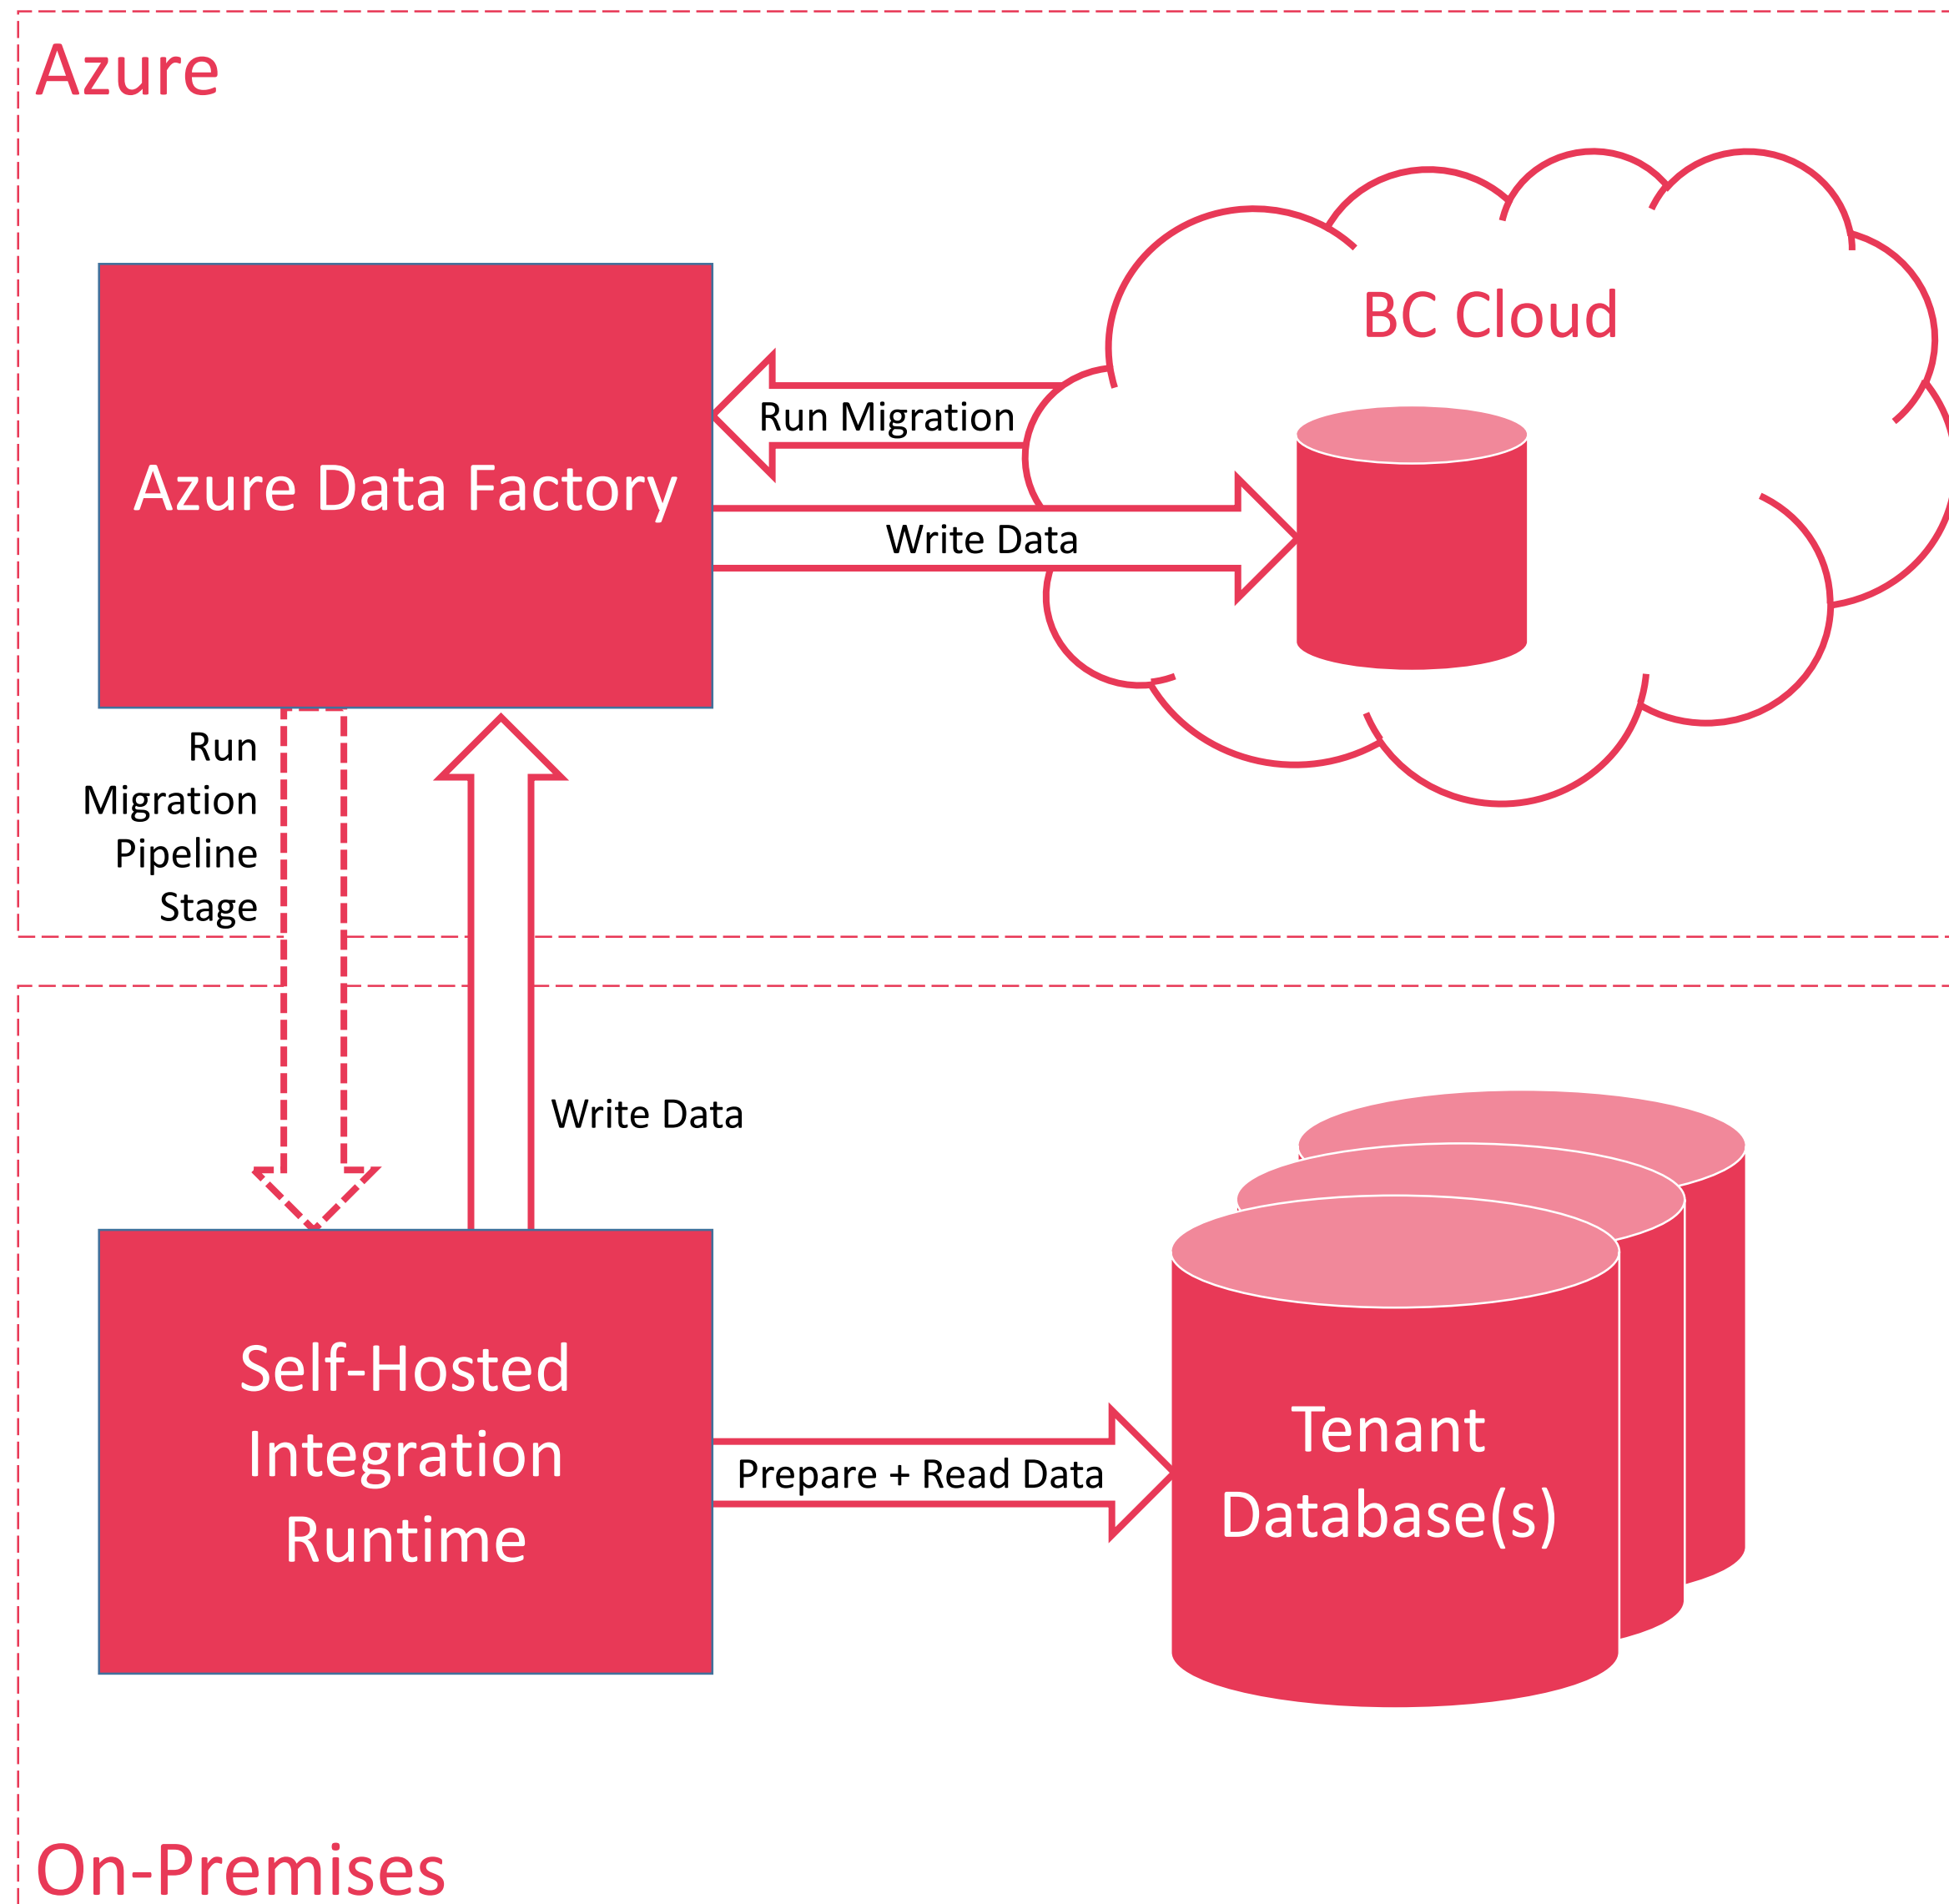 Azure
BC Cloud
Run Migration
Azure Data Factory
Write Data
Run
Migration
Pipeline
Stage
Write Data
Self-Hosted
Integration
Runtime
Prepare + Read Data
Tenant
Database(s)
On-Premises